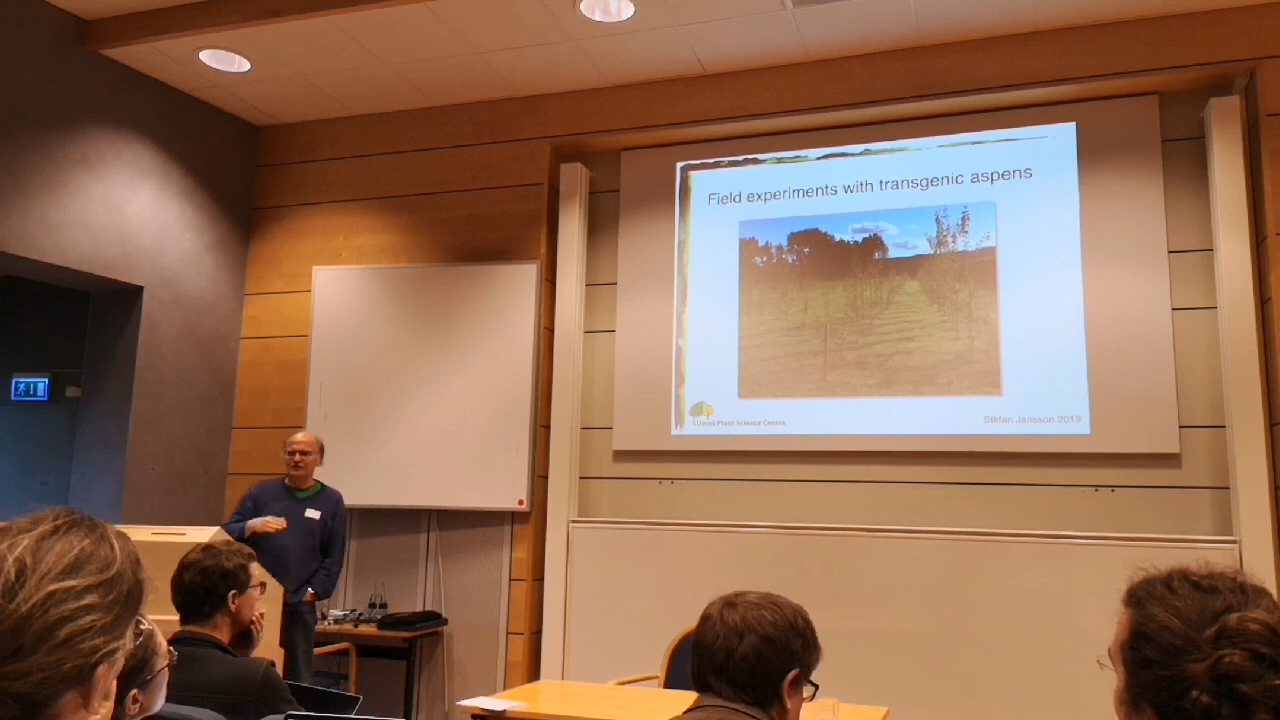 Field experiments with transgenic aspens
Umeå Plant Science Centre
Stefan Jansson 2019